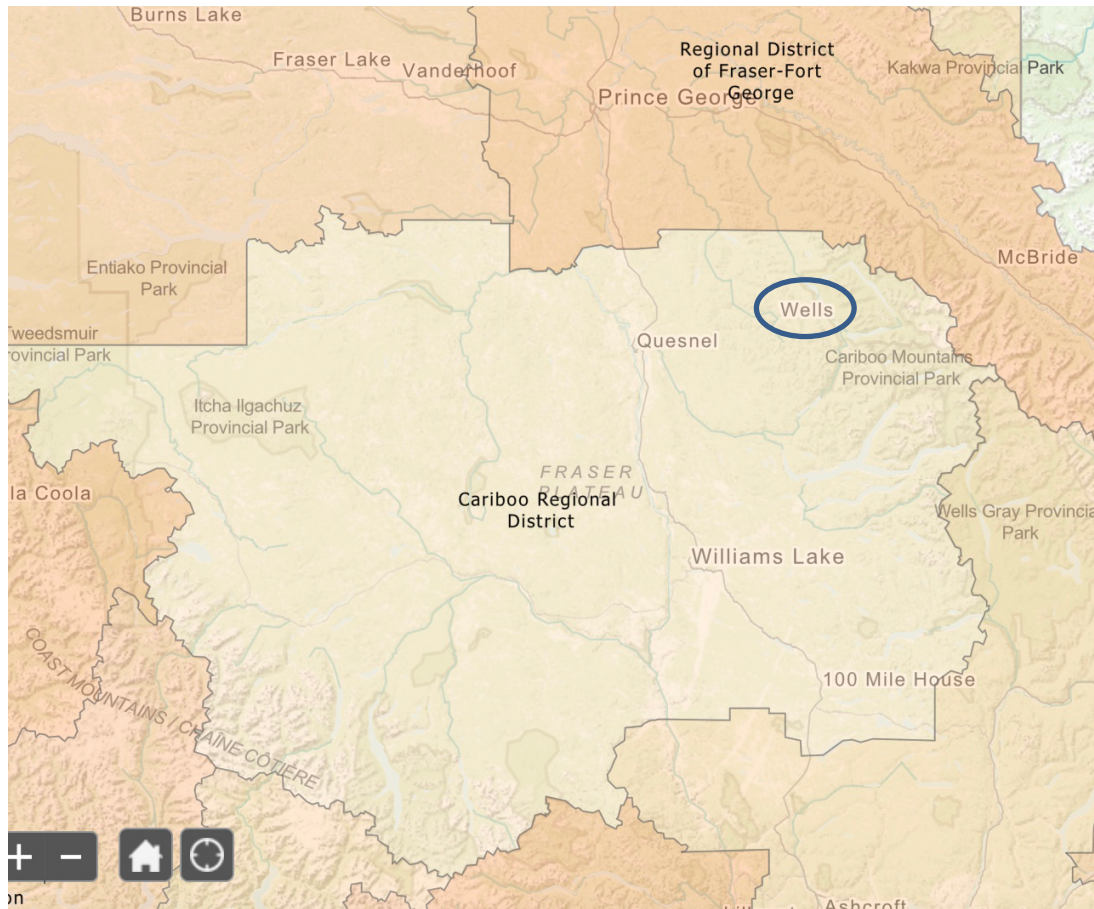 Burns Lake
Fraser Lake
Vanderhoof
Regional District
of Fraser-Fort
George
Prince George
Kakwa Provincial Park
McBride
Entiako Provincial
Park
Wells
Tweedsmuir
rovincial Park
Quesnel
Cariboo Mountains
Provincial Park
Itcha Ilgachuz
Provincial Park
FRASER
PLATEAU
la Coola
Cariboo Regional
District
Wells Gray Provincia
Park
Williams Lake
COAST MOUNTAINS / CHAÎNE CÔTIÈRE
100 Mile House
+ −
on
Ashcroft